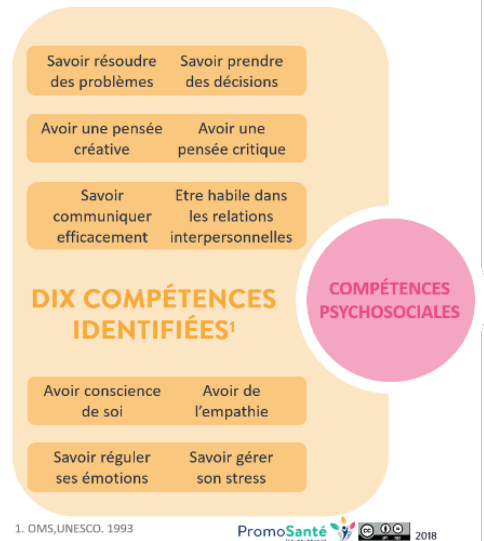 Savoir résoudre des problèmes
Savoir prendre des décisions
Avoir une pensée créative
Avoir une pensée critique
Savoir communiquer efficacement
Etre habile dans les relations interpersonnelles
DIX COMPÉTENCES
IDENTIFIÉES¹
COMPÉTENCES
PSYCHOSOCIALES
Avoir conscience de soi
Avoir de l'empathie
Savoir réguler ses émotions
Savoir gérer son stress
1. OMS,UNESCO. 1993
PromoSanté
2018